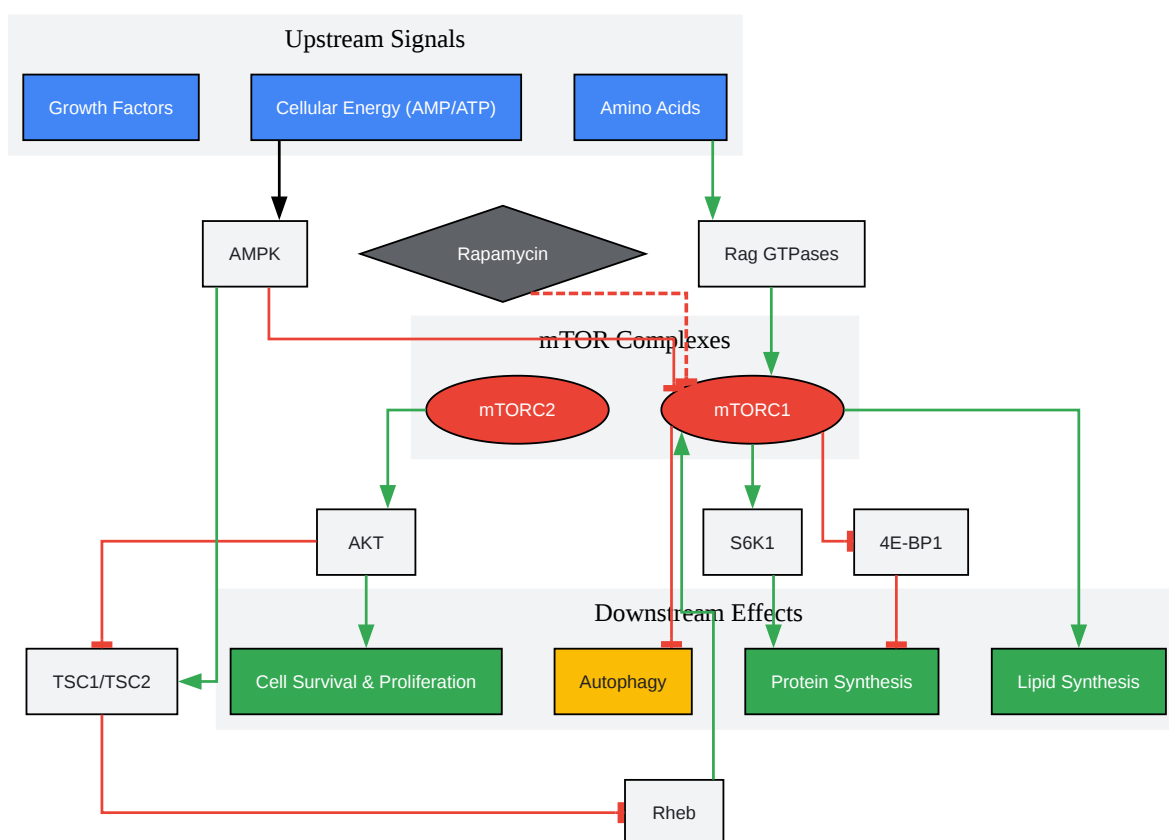 Upstream Signals
Growth Factors
Cellular Energy (AMP/ATP)
Amino Acids
AMPK
Rapamycin
Rag GTPases
mTOR Complexes
mTORC2
mTORC1
AKT
S6K1
4E-BP1
Downstream Effects
TSC1/TSC2
Cell Survival & Proliferation
Autophagy
Protein Synthesis
Lipid Synthesis
Rheb